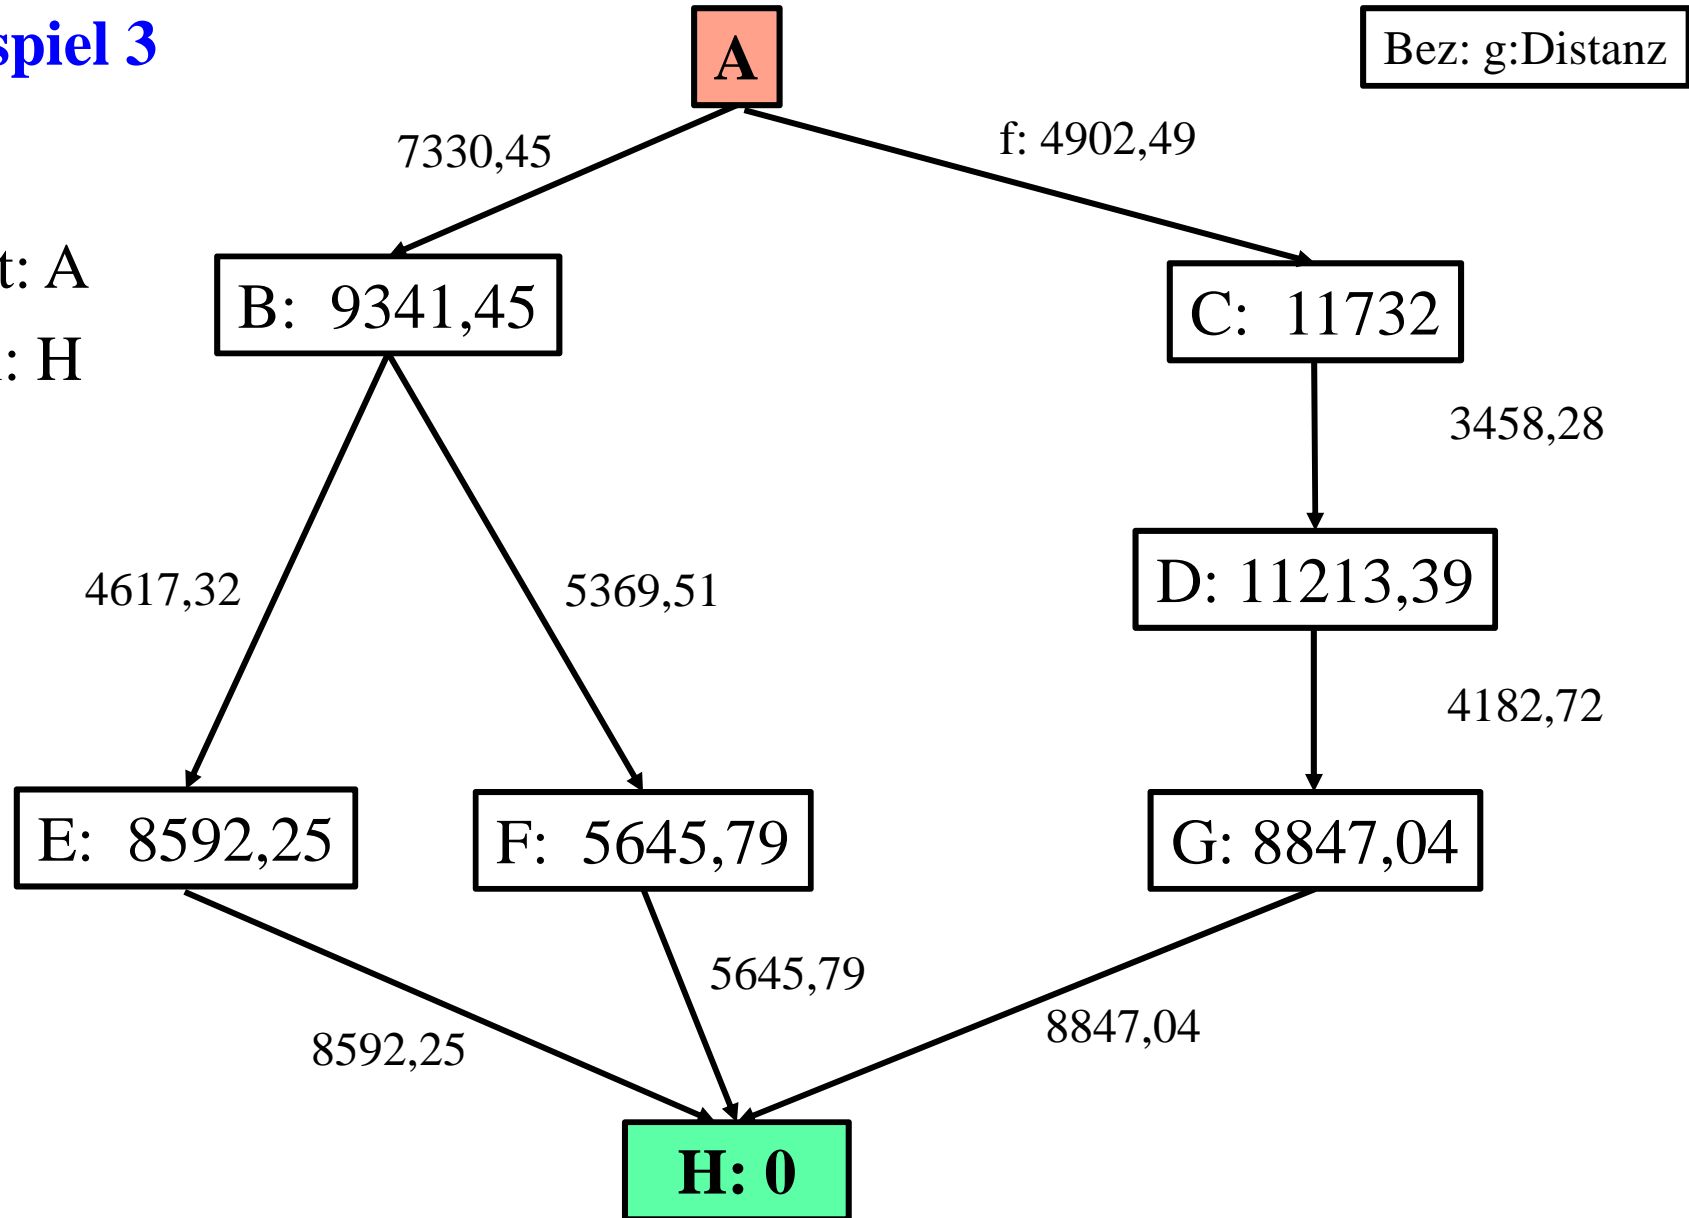 spiel 3
A
Bez: g:Distanz
7330,45
f: 4902,49
t: A
B: 9341,45
C: 11732
: H
3458,28
4617,32
5369,51
D: 11213,39
4182,72
E: 8592,25
F: 5645,79
G: 8847,04
5645,79
8592,25
8847,04
H: 0